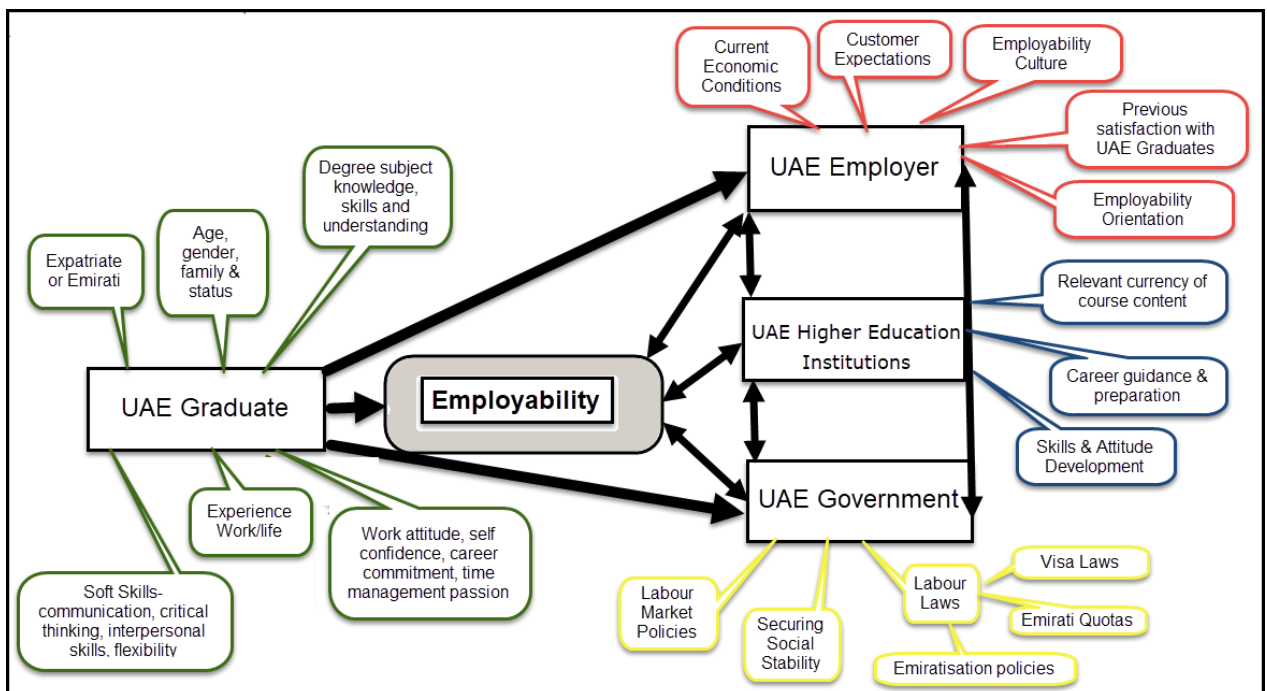 Current
Economic
Conditions
Customer
Expectations
Employability
Culture
Previous
satisfaction with
UAE Graduates
Employability
Orientation
UAE Employer
Degree subject
knowledge,
skills and
understanding
Age,
gender,
family &
status
Expatriate
or Emirati
UAE Graduate
Employability
UAE Higher Education
Institutions
Relevant currency of
course content
Career guidance &
preparation
Skills & Attitude
Development
UAE Government
Experience
Work/life
Work attitude, self
confidence, career
commitment, time
management passion
Soft Skills-
communication, critical
thinking, interpersonal
skills, flexibility
Labour
Market
Policies
Securing
Social
Stability
Labour
Laws
Visa Laws
Emirati Quotas
Emiratisation policies